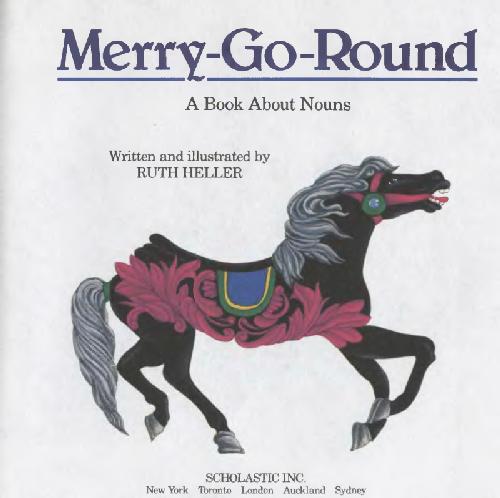 Merry-Go-Round
A Book About Nouns
Written and illustrated by
RUTH HELLER
SCHOLASTIC INC.
New York Toronto London Auckland Sydney